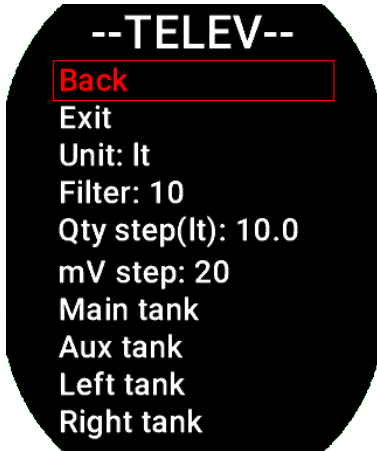 --TELEV--
Back
Exit
Unit: lt
Filter: 10
Qty step(lt): 10.0
mV step: 20
Main tank
Aux tank
Left tank
Right tank